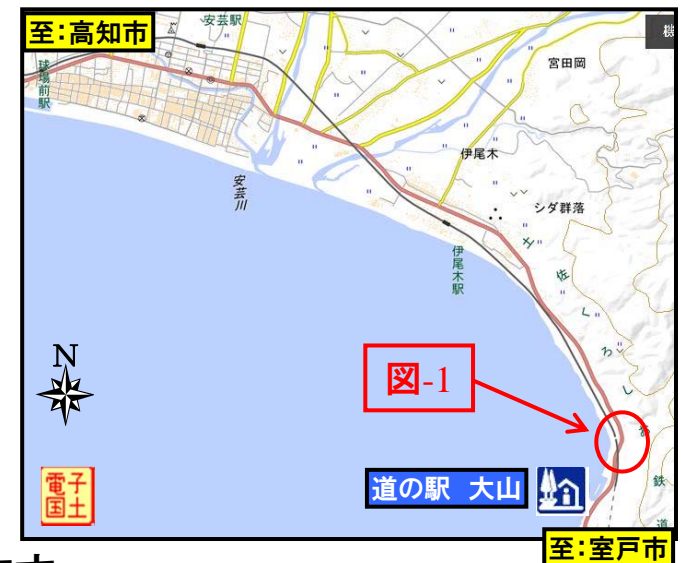 至：高知市
安芸駅
機
球場前駅
宮田岡
伊尾木
安芸川
シダ群落
伊尾木駅
土佐くろしお鉄道
N
図-1
道の駅 大山
電子
国土
至：室戸市